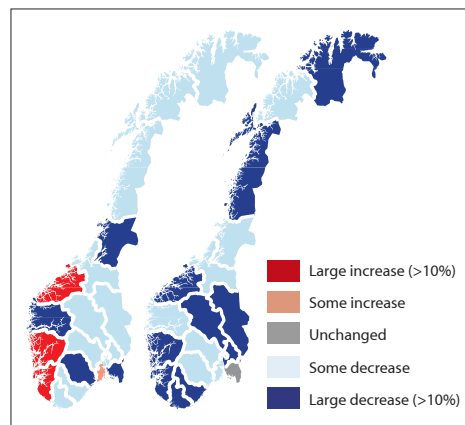 Large increase (>10%)
Some increase
Unchanged
Some decrease
Large decrease (>10%)